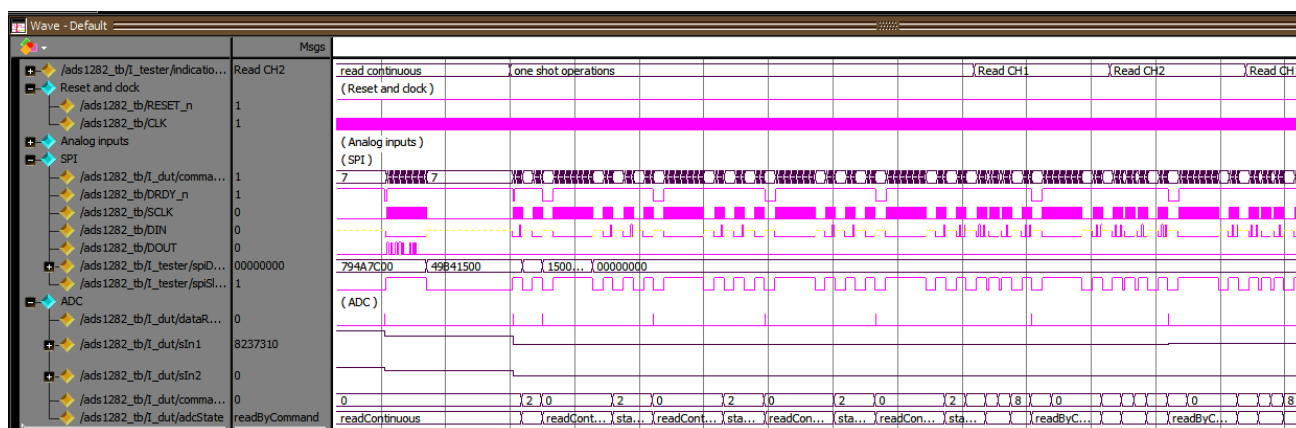 Wave - Default
Msgs
/ads1282_tb/I_tester/indicatio... Read CH2 read continuous one shot operations Read CH1 Read CH2 Read CH
Reset and clock (Reset and clock)
/ads1282_tb/RESET_n 1
/ads1282_tb/CLK 1
Analog inputs (Analog inputs)
SPI (SPI)
/ads1282_tb/I_dut/comma... 1 7 7
/ads1282_tb/DRDY_n 1
/ads1282_tb/SCLK 0
/ads1282_tb/DIN 0
/ads1282_tb/DOUT 0
/ads1282_tb/I_tester/spiD... 00000000 794A7C00 49B41500 1500... 00000000
/ads1282_tb/I_tester/spiSl... 1
ADC (ADC)
/ads1282_tb/I_dut/dataR... 0
/ads1282_tb/I_dut/sIn1 8237310
/ads1282_tb/I_dut/sIn2 0
/ads1282_tb/I_dut/comma... 0 0 2 0 2 0 2 0 2 0 2 8 0 0 8
/ads1282_tb/I_dut/adcState readByCommand readContinuous readCont... sta... readCont... sta... readCon... sta... readCon... sta... readByC... readByC...